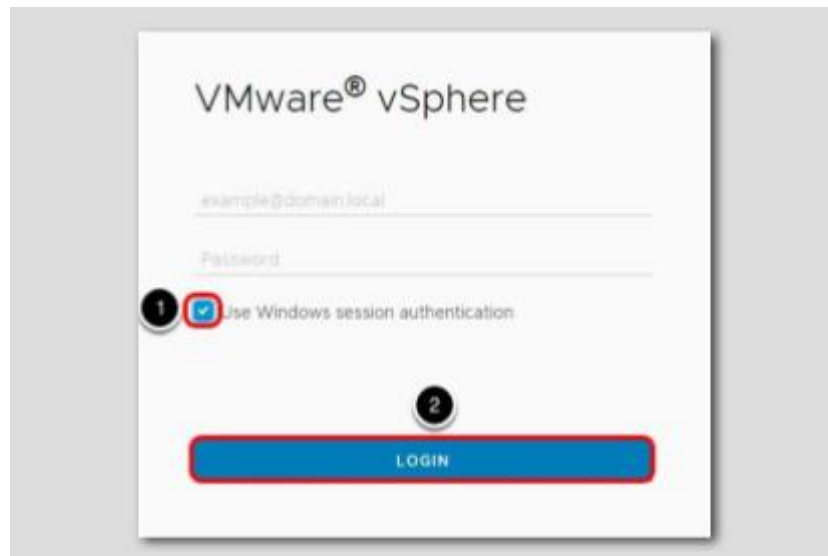 VMware® vSphere
example@domain.local
Password
1
Use Windows session authentication
2
LOGIN